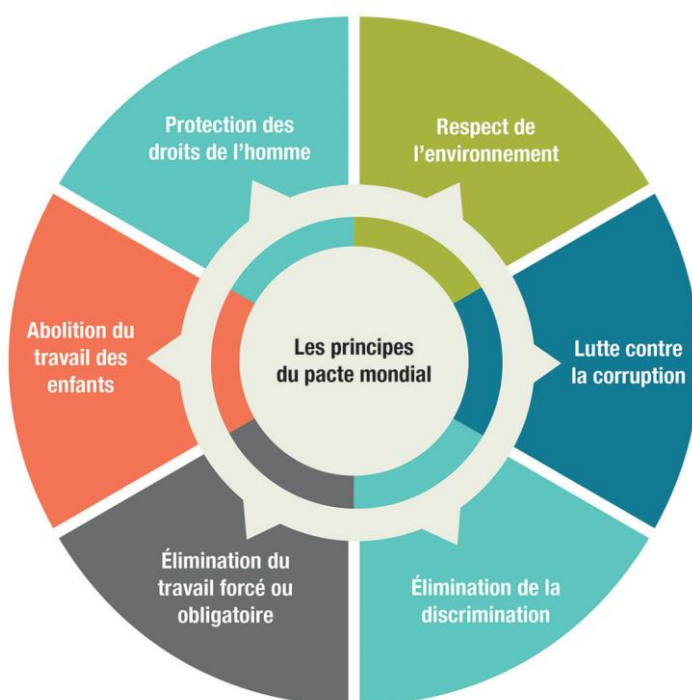 Protection des
droits de l'homme
Respect de
l'environnement
Abolition du
travail des
enfants
Les principes
du pacte mondial
Lutte contre
la corruption
Élimination du
travail forcé ou
obligatoire
Élimination de la
discrimination